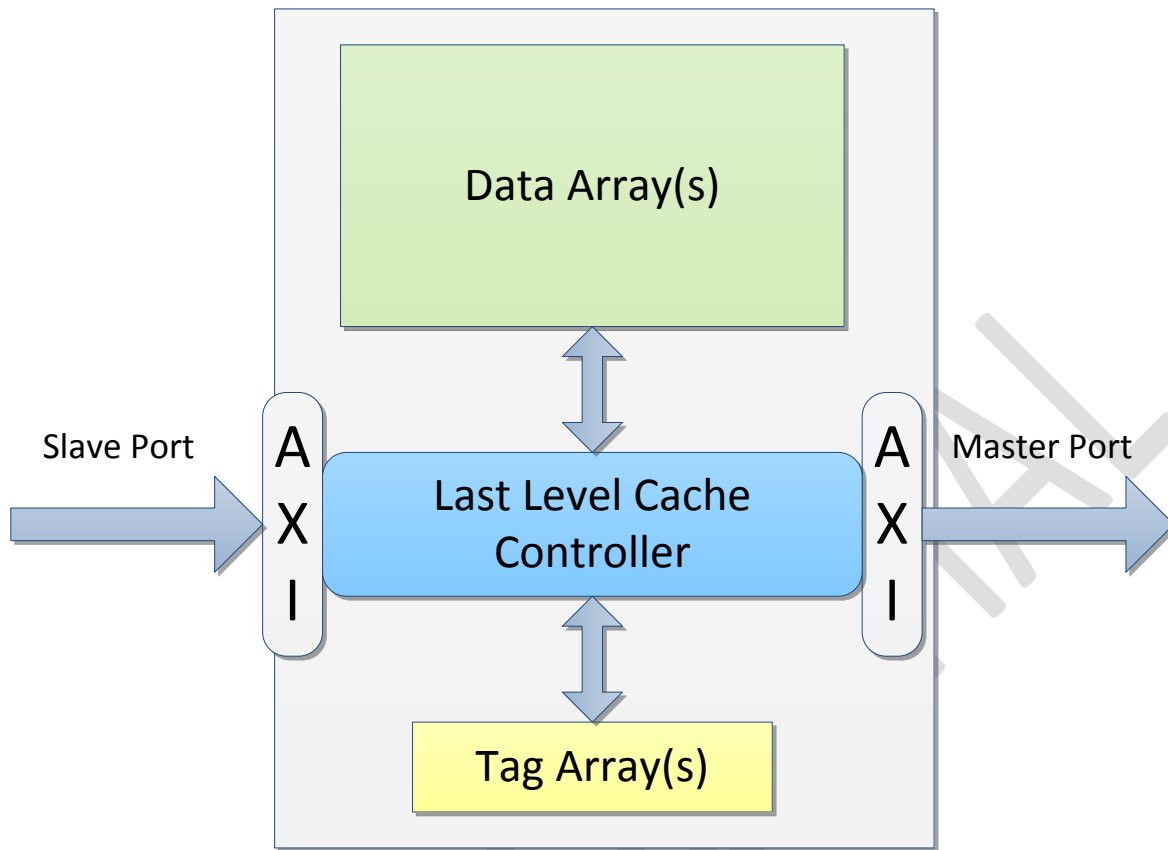 Data Array(s)
Slave Port
A
X
I
Last Level Cache
Controller
A
X
I
Master Port
Tag Array(s)